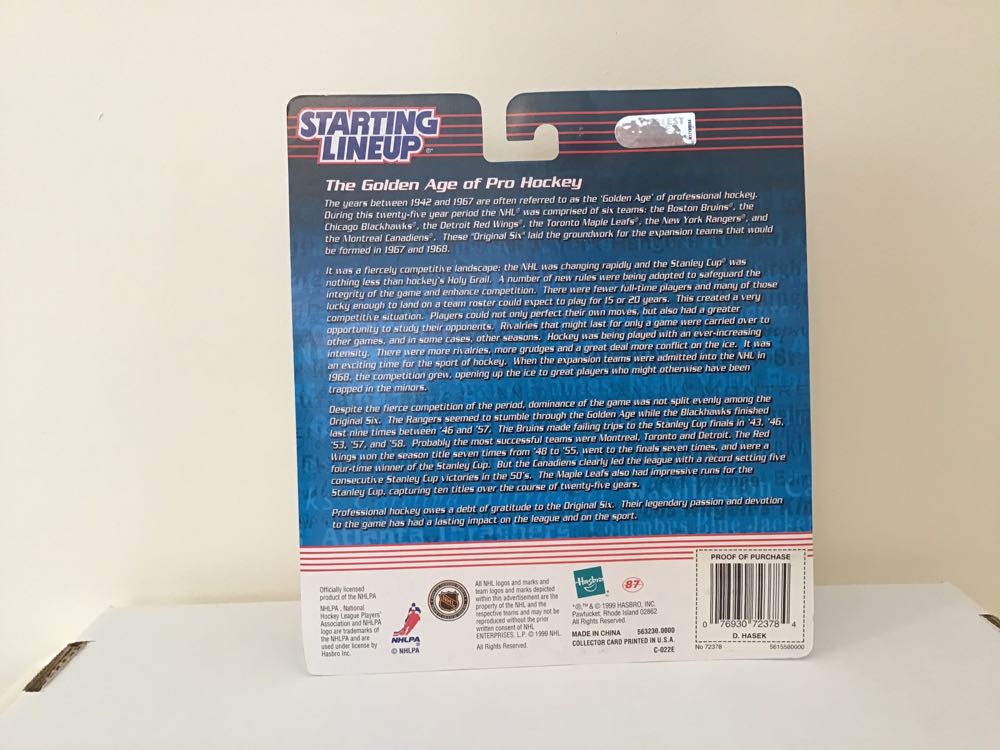 STARTING
LINEUP
The Golden Age of Pro Hockey
The years between 1942 and 1967 are often referred to as the 'Golden Age' of professional hockey.
During this twenty-five year period the NHL® was comprised of six teams: the Boston Bruins®, the
Chicago Blackhawks®, the Detroit Red Wings®, the Toronto Maple Leafs®, the New York Rangers®, and
the Montreal Canadiens®. These "Original Six" laid the groundwork for the expansion teams that would
be formed in 1967 and 1968.
It was a fiercely competitive landscape: the NHL was changing rapidly and the Stanley Cup® was
nothing less than hockey's Holy Grail. A number of new rules were being adopted to safeguard the
integrity of the game and enhance competition. There were fewer full-time players and many of those
lucky enough to land on a team roster could expect to play for 15 or 20 years. This created a very
competitive situation. Players could not only perfect their own moves, but also had a greater
opportunity to study their opponents. Rivalries that might last for only a game were carried over to
other games, and in some cases, other seasons. Hockey was being played with an ever-increasing
intensity. There were more rivalries, more grudges and a great deal more conflict on the ice. It was
an exciting time for the sport of hockey. When the expansion teams were admitted into the NHL in
1968, the competition grew, opening up the ice to great players who might otherwise have been
trapped in the minors.
Despite the fierce competition of the period, dominance of the game was not split evenly among the
Original Six. The Rangers seemed to stumble through the Golden Age while the Blackhawks finished
last nine times between '46 and '57. The Bruins made failing trips to the Stanley Cup finals in '43, '46,
'53, '57, and '58. Probably the most successful teams were Montreal, Toronto and Detroit. The Red
Wings won the season title seven times from '48 to '55, went to the finals seven times, and were a
four-time winner of the Stanley Cup. But the Canadiens clearly led the league with a record setting five
consecutive Stanley Cup victories in the 50's. The Maple Leafs also had impressive runs for the
Stanley Cup, capturing ten titles over the course of twenty-five years.
Professional hockey owes a debt of gratitude to the Original Six. Their legendary passion and devotion
to the game has had a lasting impact on the league and on the sport.
Officially licensed
product of the NHLPA
NHLPA, National
Hockey League Players'
Association and NHLPA
logo are trademarks of
the NHLPA and are
used under license by
Hasbro Inc.
NHLPA
© NHLPA
NHL
All NHL logos and marks and
team logos and marks depicted
within this advertisement are the
property of the NHL and the
respective teams and may not be
reproduced without the prior
written consent of NHL
ENTERPRISES, L.P. © 1999 NHL.
All Rights Reserved.
Hasbro
87
*®,™ & © 1999 HASBRO, INC.
Pawtucket, Rhode Island 02862
All Rights Reserved.
MADE IN CHINA 563230.0000
COLLECTOR CARD PRINTED IN U.S.A.
C-022E
PROOF OF PURCHASE
0 76930 72378 4
D. HASEK
No 72378 5615580000